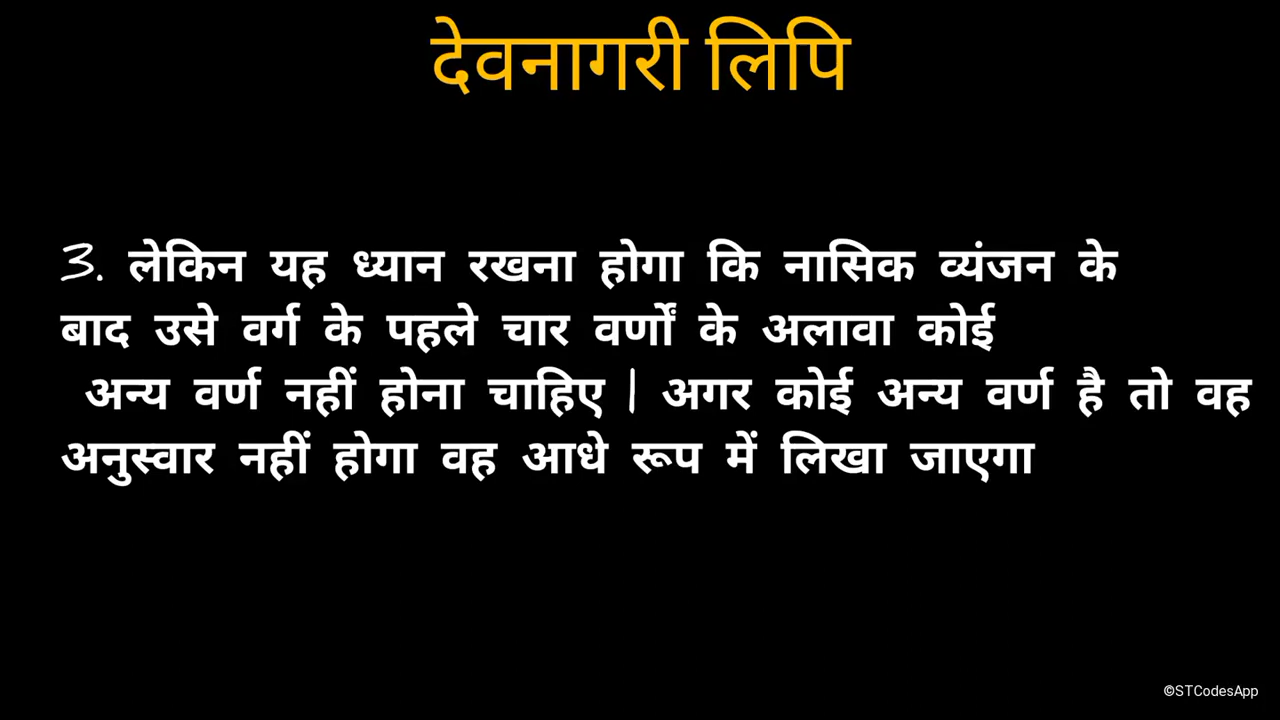 देवनागरी लिपि
3. लेकिन यह ध्यान रखना होगा कि नासिक व्यंजन के
बाद उसे वर्ग के पहले चार वर्णों के अलावा कोई
अन्य वर्ण नहीं होना चाहिए | अगर कोई अन्य वर्ण है तो वह
अनुस्वार नहीं होगा वह आधे रूप में लिखा जाएगा
©STCodesApp